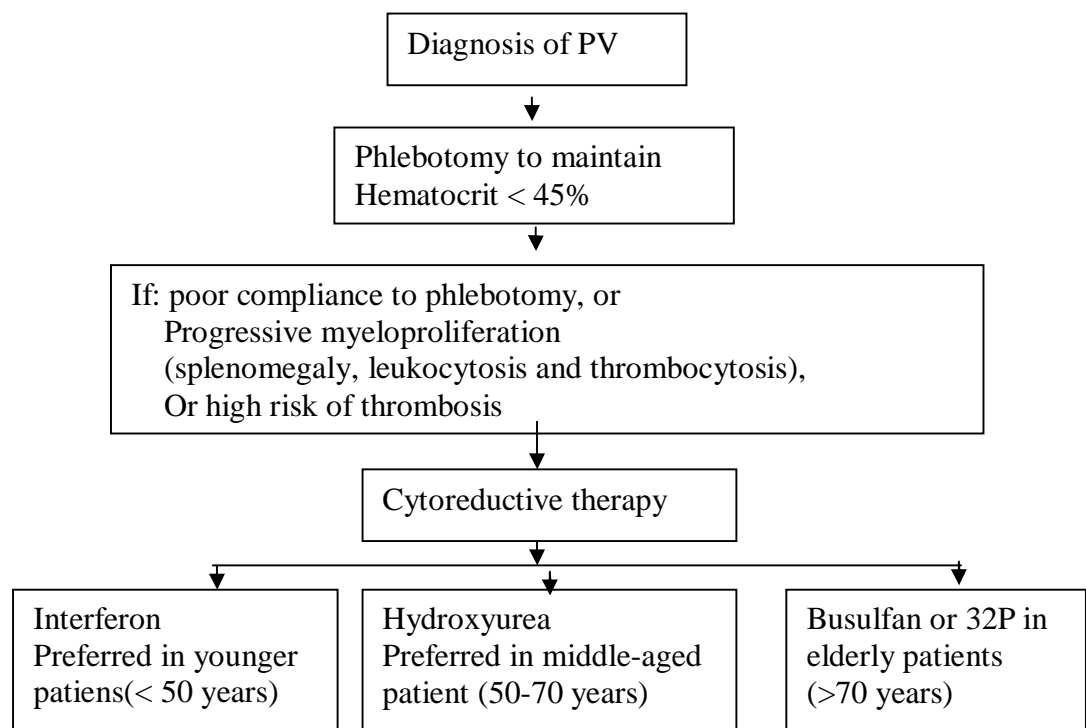 Diagnosis of PV
Phlebotomy to maintain
Hematocrit < 45%
If: poor compliance to phlebotomy, or
Progressive myeloproliferation
(splenomegaly, leukocytosis and thrombocytosis),
Or high risk of thrombosis
Cytoreductive therapy
Interferon
Preferred in younger
patiens(< 50 years)
Hydroxyurea
Preferred in middle-aged
patient (50-70 years)
Busulfan or 32P in
elderly patients
(>70 years)